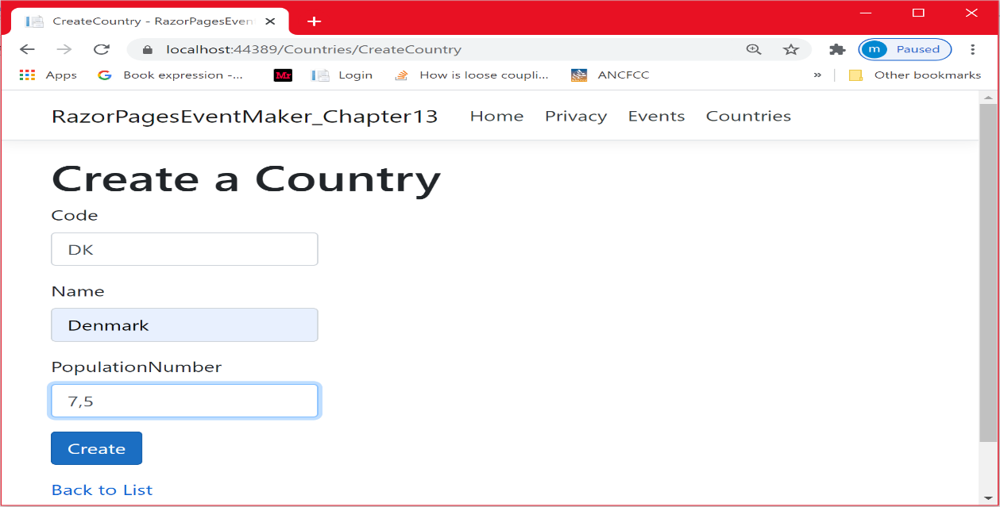 CreateCountry - RazorPagesEven
localhost:44389/Countries/CreateCountry
m Paused
Apps
Book expression -...
Mr
Login
How is loose coupli...
ANCFCC
»
Other bookmarks
RazorPagesEventMaker_Chapter13 Home Privacy Events Countries
Create a Country
Code
DK
Name
Denmark
PopulationNumber
7,5
Create
Back to List